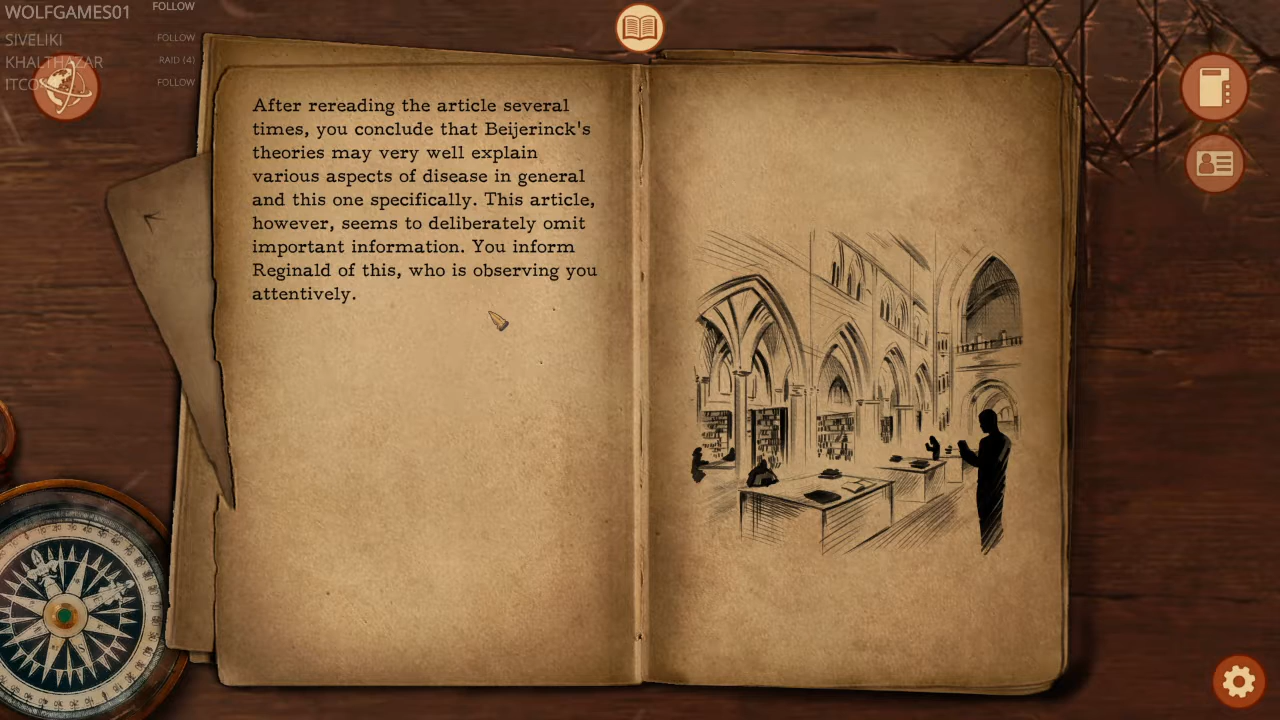 WOLFGAMES01 FOLLOW
SIVELIKI FOLLOW
KHALTHAZAR RAID (4)
FOLLOW
After rereading the article several
times, you conclude that Beijerinck's
theories may very well explain
various aspects of disease in general
and this one specifically. This article,
however, seems to deliberately omit
important information. You inform
Reginald of this, who is observing you
attentively.